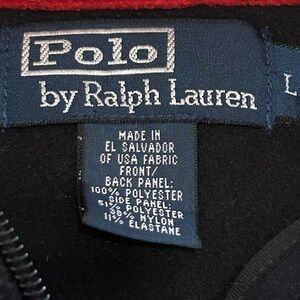 Polo
by Ralph Lauren
L
MADE IN
EL SALVADOR
OF USA FABRIC
FRONT/
BACK PANEL:
100% POLYESTER
SIDE PANEL:
51% POLYESTER
38% NYLON
11% ELASTANE